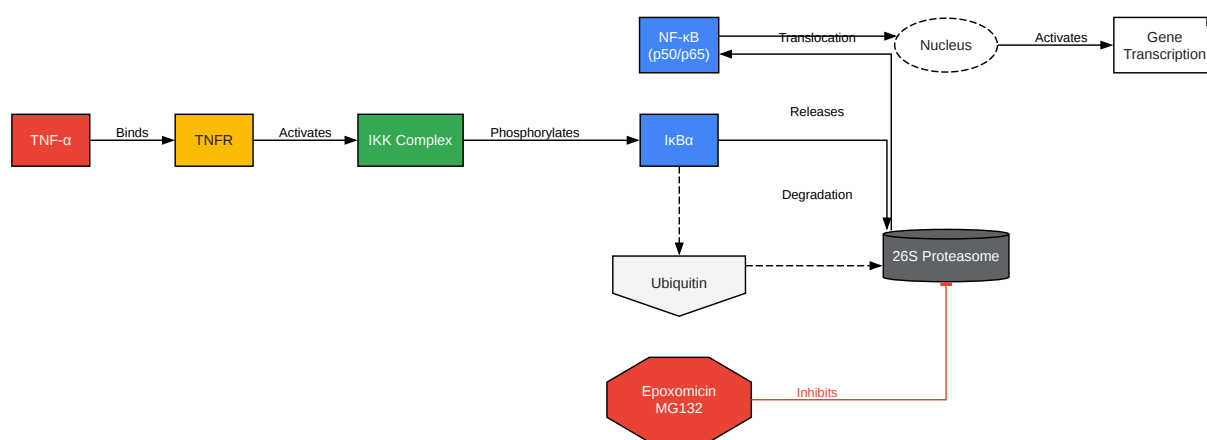 NF-κB
(p50/p65)
Translocation
Nucleus
Activates
Gene
Transcription
TNF-α
Binds
TNFR
Activates
IKK Complex
Phosphorylates
IκBα
Releases
Degradation
Ubiquitin
26S Proteasome
Epoxomicin
MG132
Inhibits